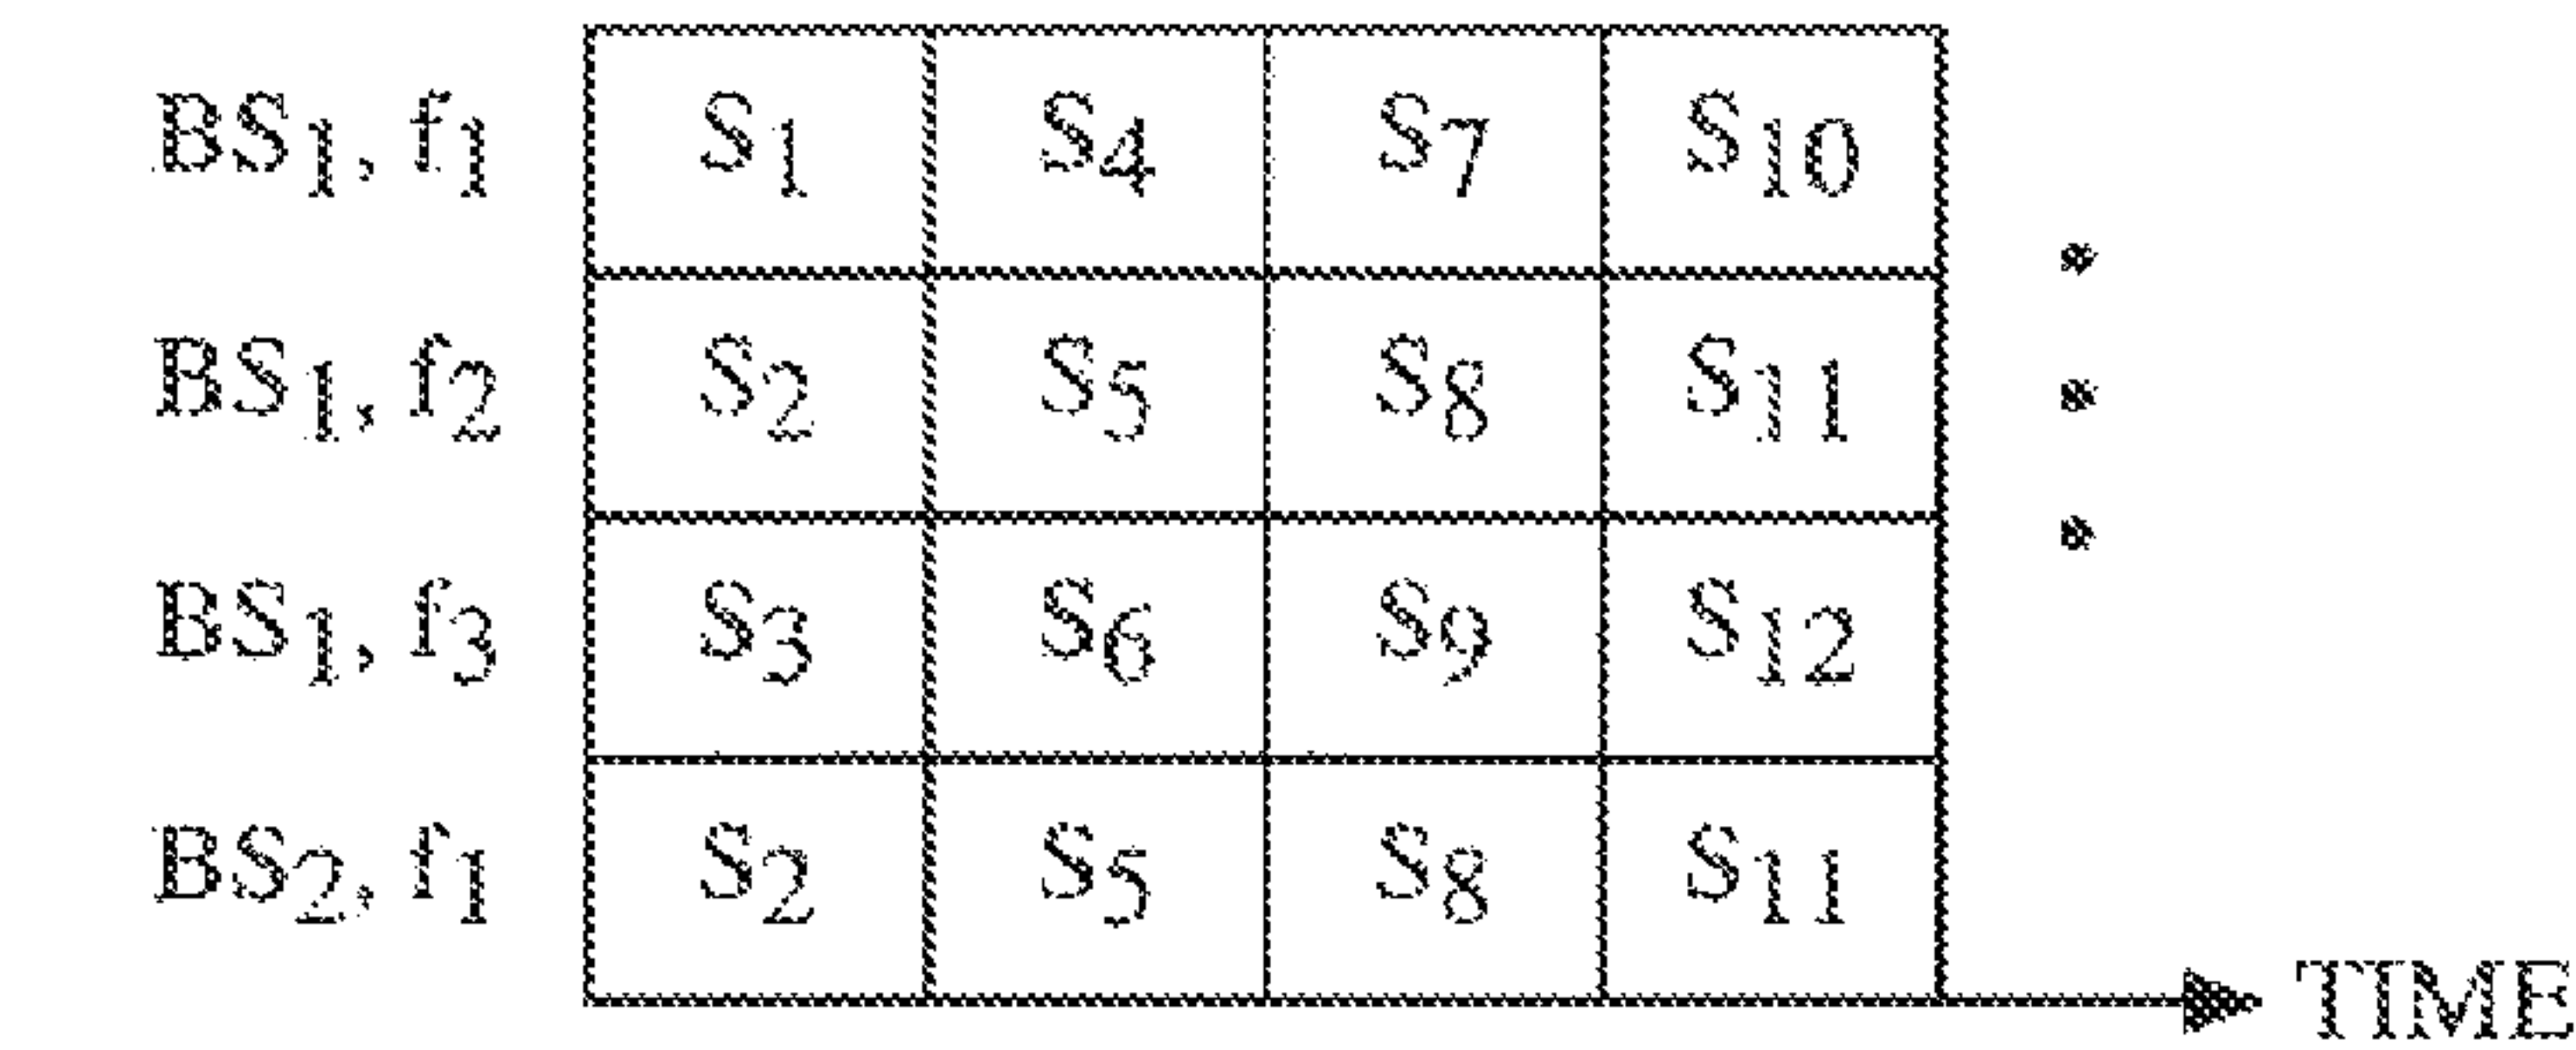 BS₁, f₁ S₁ S₄ S₇ S₁₀
BS₁, f₂ S₂ S₅ S₈ S₁₁
BS₁, f₃ S₃ S₆ S₉ S₁₂
BS₂, f₁ S₂ S₅ S₈ S₁₁
TIME